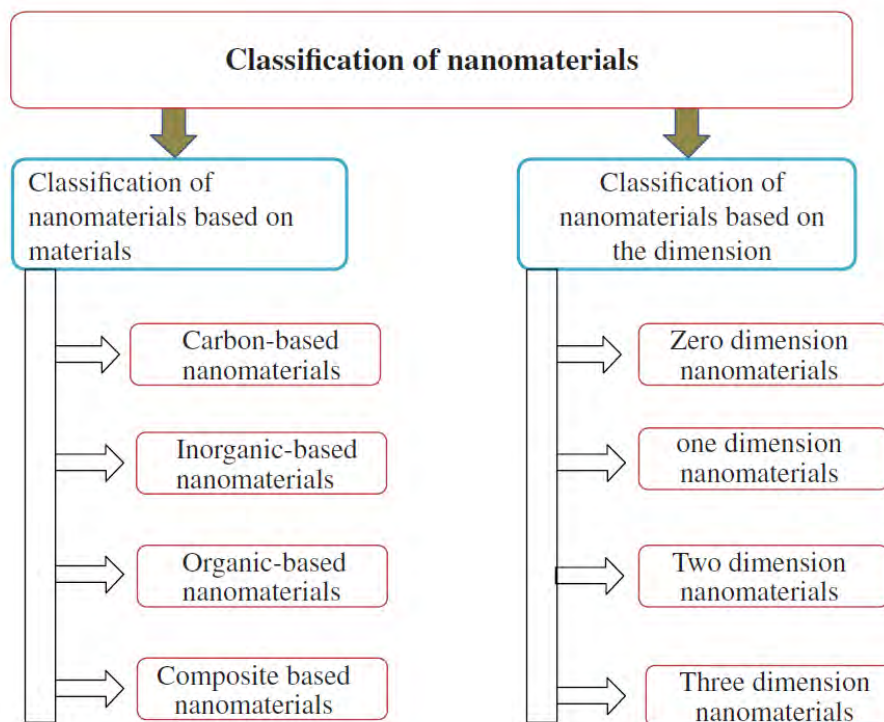 Classification of nanomaterials
Classification of
nanomaterials based on
materials
Carbon-based
nanomaterials
Inorganic-based
nanomaterials
Organic-based
nanomaterials
Composite based
nanomaterials
Classification of
nanomaterials based on
the dimension
Zero dimension
nanomaterials
one dimension
nanomaterials
Two dimension
nanomaterials
Three dimension
nanomaterials